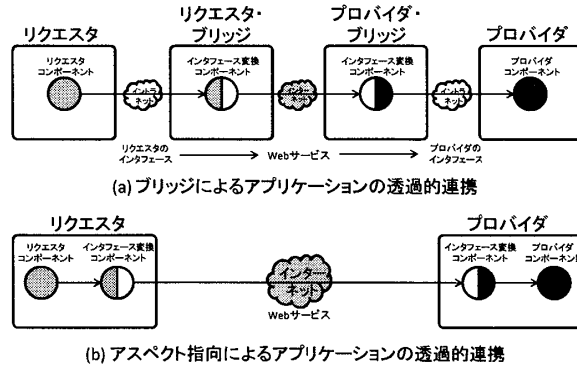 リクエスタ
リクエスタ・
ブリッジ
プロバイダ・
ブリッジ
プロバイダ
リクエスタ
コンポーネント
イントラ
ネット
インタフェース変換
コンポーネント
インター
ネット
インタフェース変換
コンポーネント
イントラ
ネット
プロバイダ
コンポーネント
リクエスタの
インタフェース
Webサービス
プロバイダの
インタフェース
(a) ブリッジによるアプリケーションの透過的連携
リクエスタ
プロバイダ
リクエスタ
コンポーネント
インタフェース変換
コンポーネント
インター
ネット
Webサービス
インタフェース変換
コンポーネント
プロバイダ
コンポーネント
(b) アスペクト指向によるアプリケーションの透過的連携